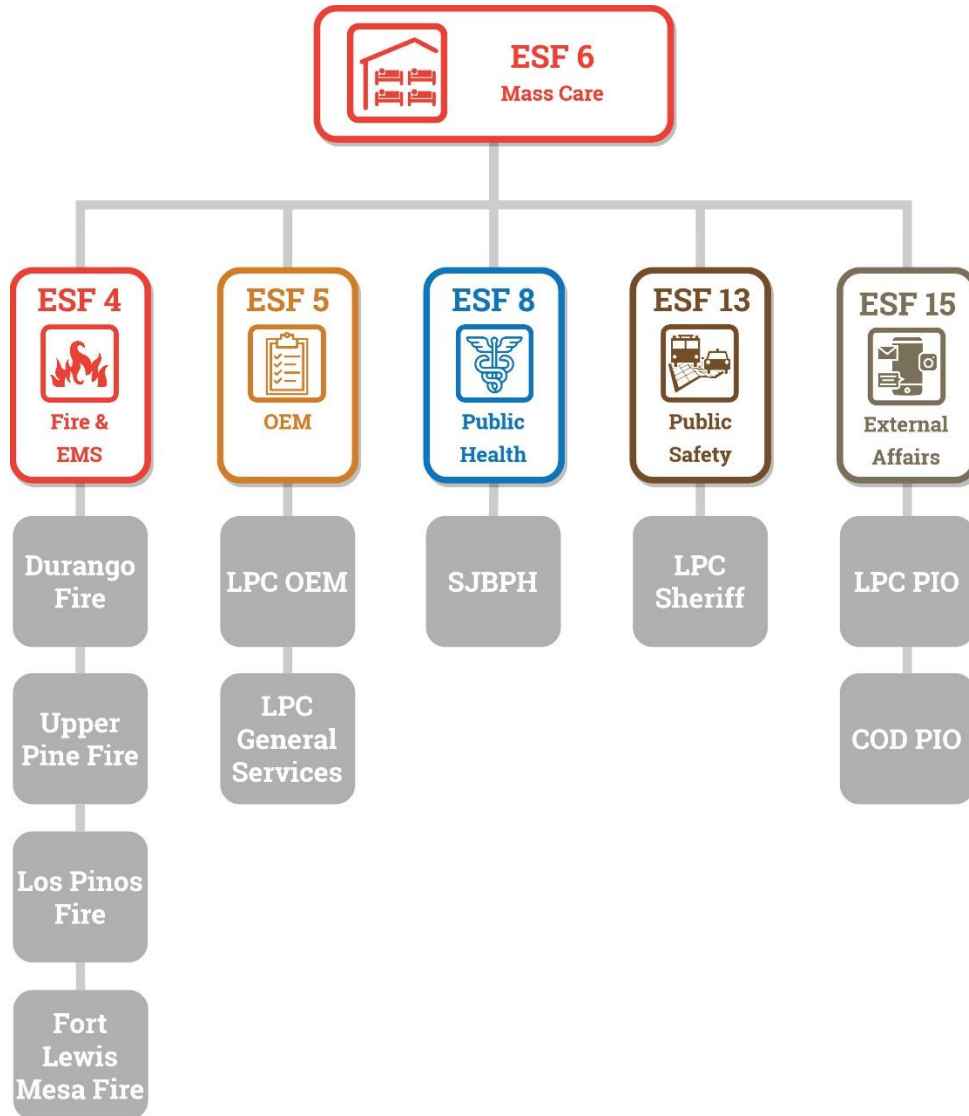 ESF 6
Mass Care
ESF 4
Fire &
EMS
ESF 5
OEM
ESF 8
Public
Health
ESF 13
Public
Safety
ESF 15
External
Affairs
Durango
Fire
Upper
Pine Fire
Los Pinos
Fire
Fort
Lewis
Mesa Fire
LPC OEM
LPC
General
Services
SJBPH
LPC
Sheriff
LPC PIO
COD PIO